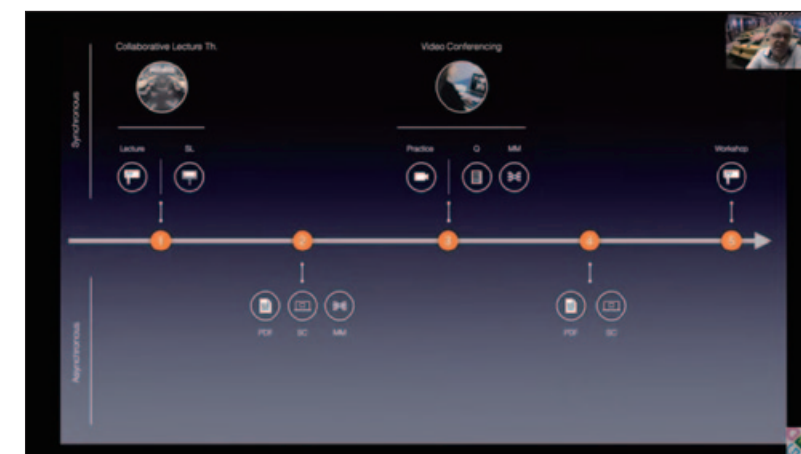 Collaborative Lecture Th.
Video Conferencing
Synchronous
Lecture
SL
Practice
Q
MM
Workshop
1
2
3
4
5
PDF
SC
MM
PDF
SC
Asynchronous